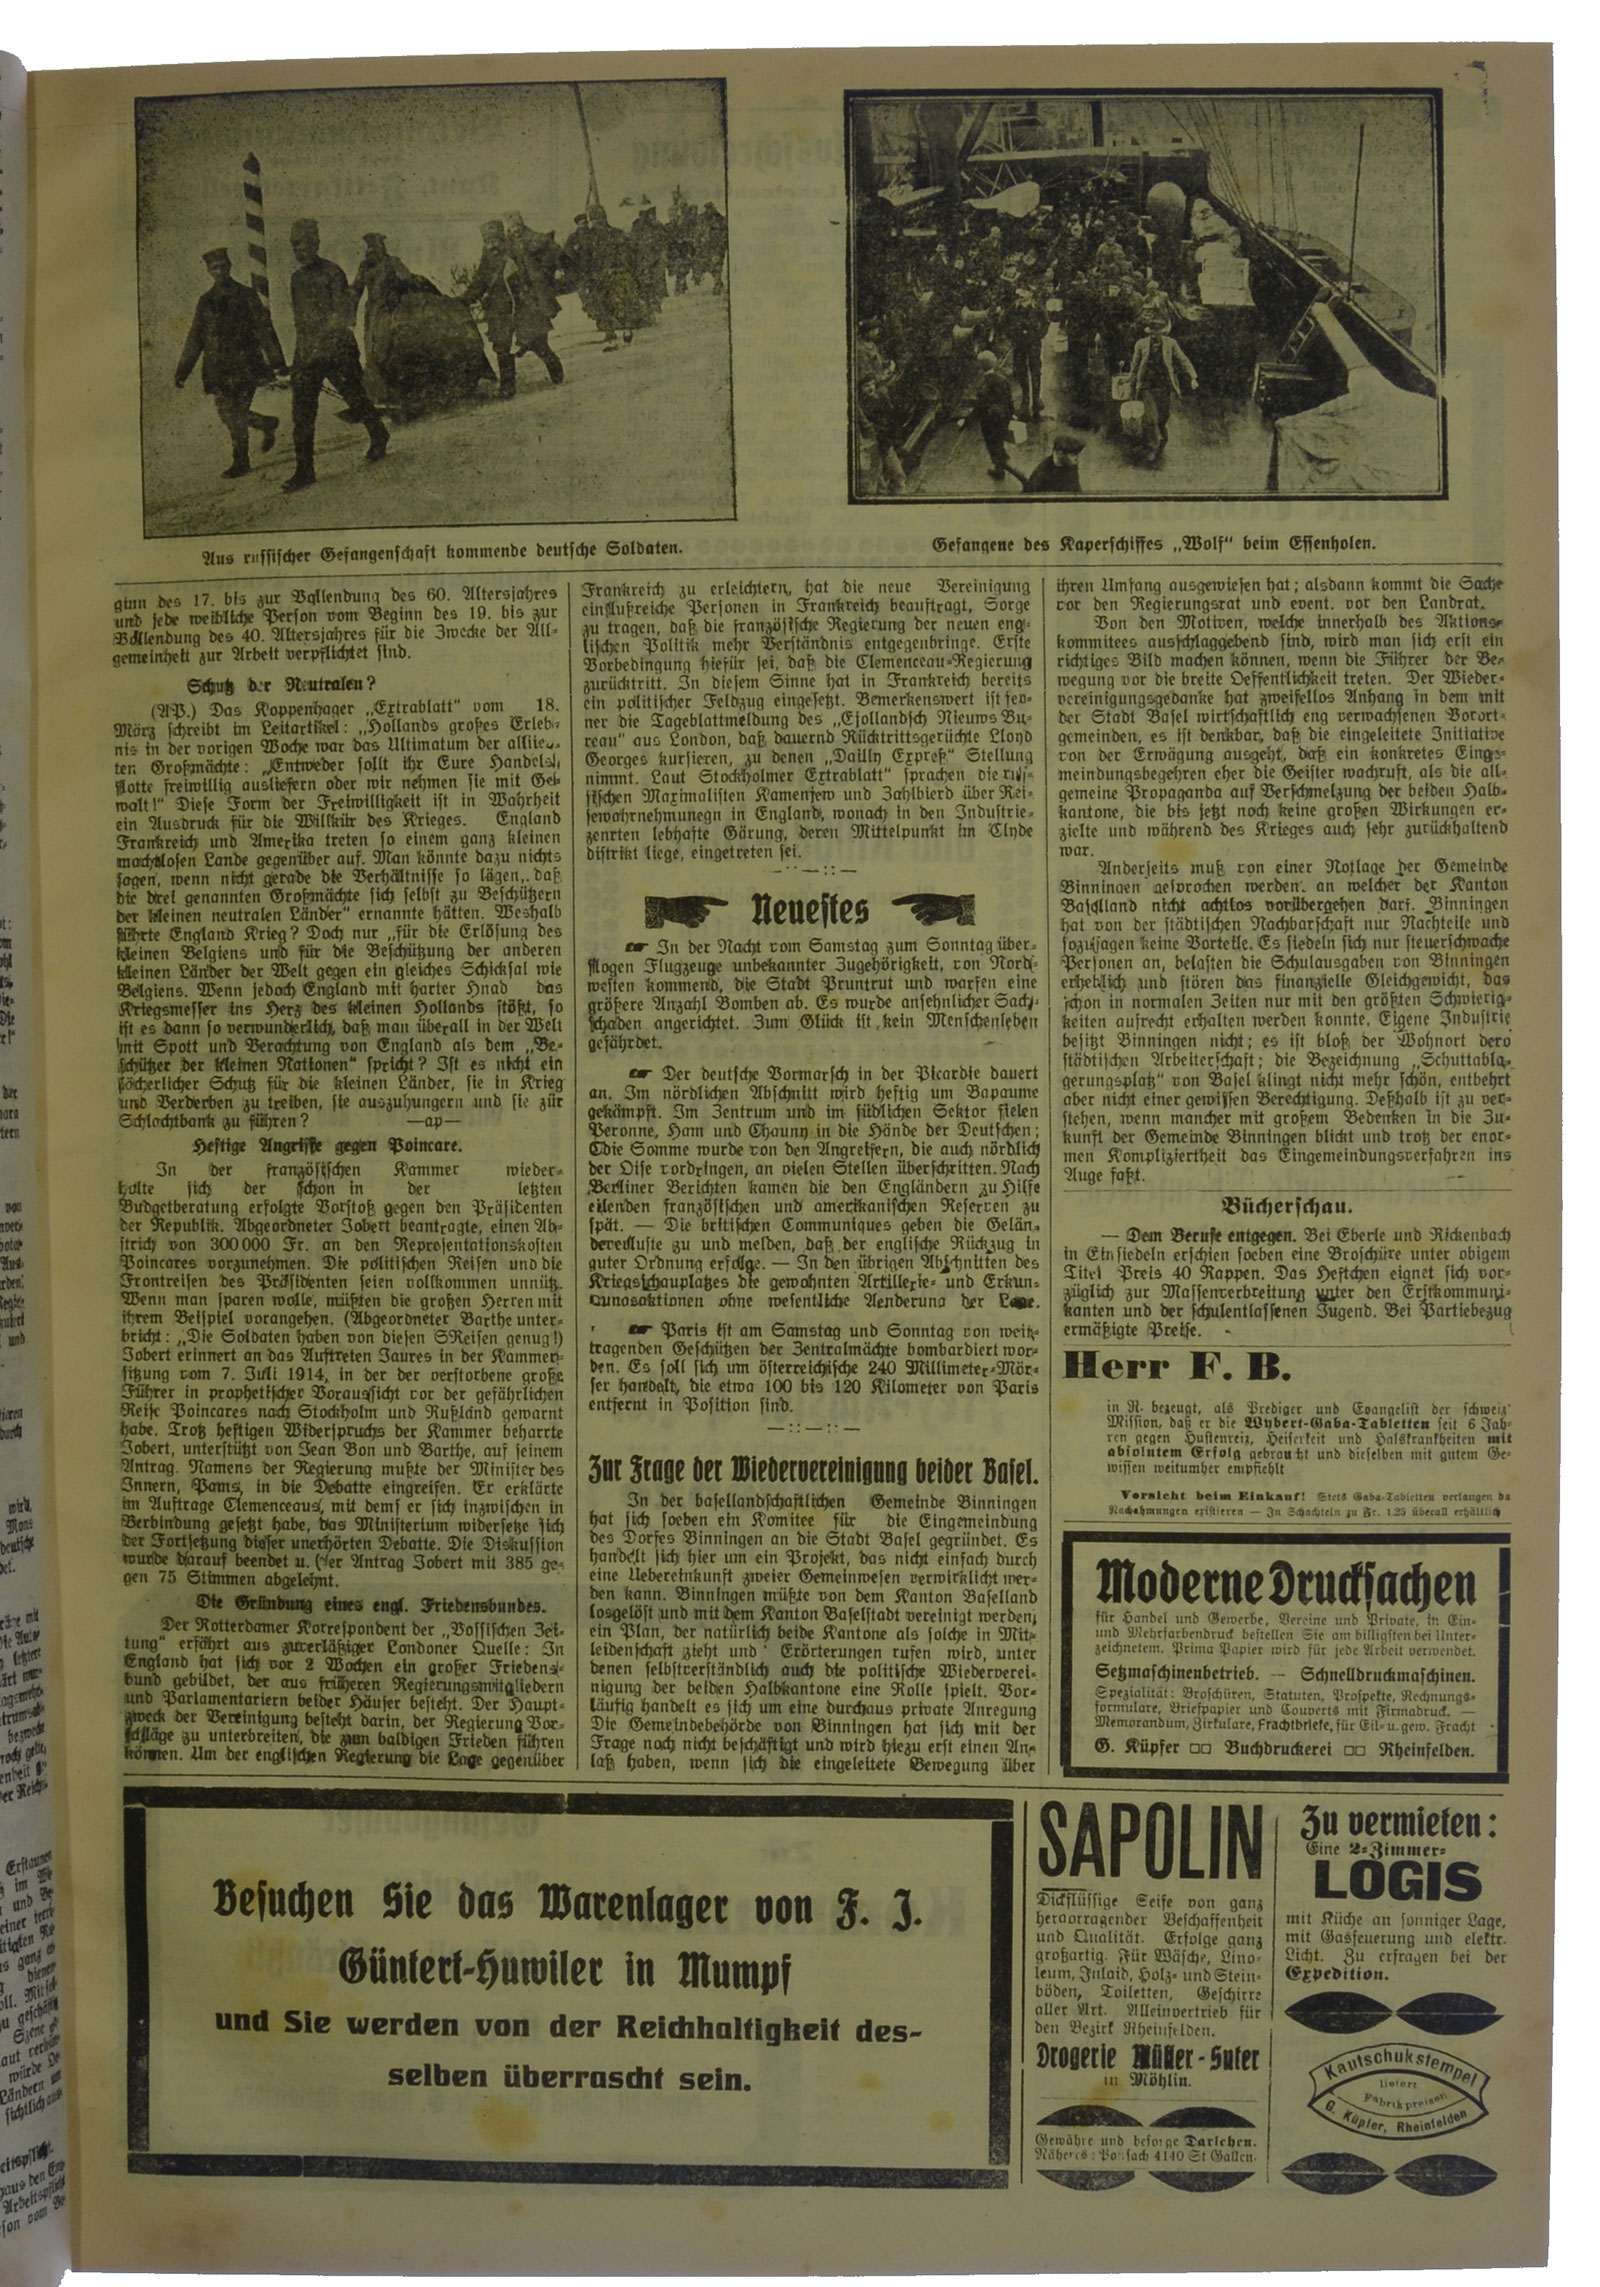 Aus russischer Gefangenschaft kommende deutsche Soldaten.
Gefangene des Kaperschiffes „Wolf“ beim Essenholen.
ginn des 17. bis zur Vollendung des 60. Altersjahres
und jede weibliche Person vom Beginn des 19. bis zur
Vollendung des 40. Altersjahres für die Zwecke der All-
gemeinheit zur Arbeit verpflichtet sind.
Schutz der Neutralen?
(AP.) Das Koppenhager „Extrablatt“ vom 18.
März schreibt im Leitartikel: „Hollands großes Erleb-
nis in der vorigen Woche war das Ultimatum der alliier-
ten Großmächte: „Entweder sollt ihr Eure Handels-
flotte freiwillig ausliefern oder wir nehmen sie mit Ge-
walt!“ Diese Form der Freiwilligkeit ist in Wahrheit
ein Ausdruck für die Willkür des Krieges. England
Frankreich und Amerika treten so einem ganz kleinen
machtlosen Lande gegenüber auf. Man könnte dazu nichts
sagen, wenn nicht gerade die Verhältnisse so lägen, daß
die drei genannten Großmächte sich selbst zu Beschützern
der kleinen neutralen Länder“ ernannte hätten. Weshalb
führte England Krieg? Doch nur „für die Erlösung des
kleinen Belgiens und für die Beschützung der anderen
kleinen Länder der Welt gegen ein gleiches Schicksal wie
Belgiens. Wenn jedoch England mit harter Hnad das
Kriegsmesser ins Herz des kleinen Hollands stößt, so
ist es dann so verwunderlich, daß man überall in der Welt
mit Spott und Verachtung von England als dem „Be-
schützer der kleinen Nationen“ spricht? Ist es nicht ein
löcherlicher Schutz für die kleinen Länder, sie in Krieg
und Verderben zu treiben, sie auszuhungern und sie zür
Schlachtbank zu führen? —ap—
Heftige Angriffe gegen Poincare.
In der französischen Kammer wieder-
holte sich der schon in der letzten
Budgetberatung erfolgte Vorstoß gegen den Präsidenten
der Republik. Abgeordneter Jobert beantragte, einen Ab-
strich von 300 000 Fr. an den Representationskosten
Poincares vorzunehmen. Die politischen Reisen und die
Frontreisen des Präsidenten seien vollkommen unnütz.
Wenn man sparen wolle, müßten die großen Herren mit
ihrem Beispiel vorangehen. (Abgeordneter Barthe unter-
bricht: „Die Soldaten haben von diesen SReisen genug!)
Jobert erinnert an das Auftreten Jaures in der Kammer-
sitzung vom 7. Juli 1914, in der der verstorbene große
Führer in prophetischer Voraussicht vor der gefährlichen
Reise Poincares nach Stockholm und Rußland gewarnt
habe. Trotz heftigen Widerspruchs der Kammer beharrte
Jobert, unterstützt von Jean Bon und Barthe, auf seinem
Antrag. Namens der Regierung mußte der Minister des
Innern, Pams, in die Debatte eingreifen. Er erklärte
im Auftrage Clemenceaus, mit dems er sich inzwischen in
Verbindung gesetzt habe, das Ministerium widersetze sich
der Fortsetzung dieser unerhörten Debatte. Die Diskussion
wurde darauf beendet u. der Antrag Jobert mit 385 ge-
gen 75 Stimmen abgelehnt.
Die Gründung eines engl. Friedensbundes.
Der Rotterdamer Korrespondent der „Vossischen Zei-
tung“ erfährt aus zuverläßiger Londoner Quelle: In
England hat sich vor 2 Wochen ein großer Friedens-
bund gebildet, der aus früheren Regierungsmitgliedern
und Parlamentariern beider Häuser besteht. Der Haupt-
zweck der Vereinigung besteht darin, der Regierung Vor-
schläge zu unterbreiten, die zum baldigen Frieden führen
können. Um der englischen Regierung die Lage gegenüber
Frankreich zu erleichtern, hat die neue Vereinigung
einflußreiche Personen in Frankreich beauftragt, Sorge
zu tragen, daß die französische Regierung der neuen eng-
lischen Politik mehr Verständnis entgegenbringe. Erste
Vorbedingung hiefür sei, daß die Clemenceau-Regierung
zurücktritt. In diesem Sinne hat in Frankreich bereits
ein politischer Feldzug eingesetzt. Bemerkenswert ist fer-
ner die Tageblattmeldung des „Ejollandsch Nieuws Bu-
reau“ aus London, daß dauernd Rücktrittsgerüchte Lloyd
Georges kursieren, zu denen „Dailly Expreß“ Stellung
nimmt. Laut Stockholmer Extrablatt“ sprachen die rus-
sischen Maximalisten Kamensew und Zahlbierd über Rei-
sewahrnehmunegn in England, wonach in den Industrie-
zenrten lebhafte Görung, deren Mittelpunkt im Clyde
distrikt liege, eingetreten sei.
Neuestes
In der Nacht vom Samstag zum Sonntag über-
flogen Flugzeuge unbekannter Zugehörigkeit, von Nord-
westen kommend, die Stadt Pruntrut und warfen eine
größere Anzahl Bomben ab. Es wurde ansehnlicher Sach-
schaden angerichtet. Zum Glück ist kein Menschenleben
gefährdet.
Der deutsche Vormarsch in der Picardie dauert
an. Im nördlichen Abschnitt wird heftig um Bapaume
gekämpft. Im Zentrum und im südlichen Sektor fielen
Peronne, Ham und Chauny in die Hände der Deutschen;
die Somme wurde von den Angreifern, die auch nördlich
der Oise vordringen, an vielen Stellen überschritten. Nach
Berliner Berichten kamen die den Engländern zu Hilfe
eilenden französischen und amerikanischen Reserven zu
spät. — Die britischen Communiques geben die Gelän-
deverluste zu und melden, daß der englische Rückzug in
guter Ordnung erfolge. — In den übrigen Abschnitten des
Kriegsschauplatzes die gewohnten Artillerie- und Erkun-
dungsaktionen ohne wesentliche Aenderung der Lage.
Paris ist am Samstag und Sonntag von weit-
tragenden Geschützen der Zentralmächte bombardiert wor-
den. Es soll sich um österreichische 240 Millimeter-Mör-
ser handelt, die etwa 100 bis 120 Kilometer von Paris
entfernt in Position sind.
Zur Frage der Wiedervereinigung beider Basel.
In der basellandschaftlichen Gemeinde Binningen
hat sich soeben ein Komitee für die Eingemeindung
des Dorfes Binningen an die Stadt Basel gegründet. Es
handelt sich hier um ein Projekt, das nicht einfach durch
eine Uebereinkunft zweier Gemeinwesen verwirklicht wer-
den kann. Binningen müßte von dem Kanton Baselland
losgelöst und mit dem Kanton Baselstadt vereinigt werden,
ein Plan, der natürlich beide Kantone als solche in Mit-
leidenschaft zieht und Erörterungen rufen wird, unter
denen selbstverständlich auch die politische Wiederverei-
nigung der beiden Halbkantone eine Rolle spielt. Vor-
läufig handelt es sich um eine durchaus private Anregung
Die Gemeindebehörde von Binningen hat sich mit der
Frage noch nicht beschäftigt und wird hiezu erst einen An-
laß haben, wenn sich die eingeleitete Bewegung über
ihren Umfang ausgewiesen hat; alsdann kommt die Sache
vor den Regierungsrat und event. vor den Landrat.
Von den Motiven, welche innerhalb des Aktions-
kommitees ausschlaggebend sind, wird man sich erst ein
richtiges Bild machen können, wenn die Führer der Be-
wegung vor die breite Oeffentlichkeit treten. Der Wieder-
vereinigungsgedanke hat zweifellos Anhang in dem mit
der Stadt Basel wirtschaftlich eng verwachsenen Vorort-
gemeinden, es ist denkbar, daß die eingeleitete Initiative
von der Erwägung ausgeht, daß ein konkretes Einge-
meindungsbegehren eher die Geister wachruft, als die all-
gemeine Propaganda auf Verschmelzung der beiden Halb-
kantone, die bis jetzt noch keine großen Wirkungen er-
zielte und während des Krieges auch sehr zurückhaltend
war.
Anderseits muß von einer Notlage der Gemeinde
Binningen gesprochen werden, an welcher der Kanton
Baselland nicht achtlos vorübergehen darf. Binningen
hat von der städtischen Nachbarschaft nur Nachteile und
sozusagen keine Vorteile. Es siedeln sich nur steuerschwache
Personen an, belasten die Schulausgaben von Binningen
erheblich und stören das finanzielle Gleichgewicht, das
schon in normalen Zeiten nur mit den größten Schwierig-
keiten aufrecht erhalten werden konnte. Eigene Industrie
besitzt Binningen nicht; es ist bloß der Wohnort dero
städtischen Arbeiterschaft; die Bezeichnung „Schuttabla-
gerungsplatz“ von Basel klingt nicht mehr schön, entbehrt
aber nicht einer gewissen Berechtigung. Deßhalb ist zu ver-
stehen, wenn mancher mit großem Bedenken in die Zu-
kunft der Gemeinde Binningen blickt und trotz der enor-
men Kompliziertheit das Eingemeindungsverfahren ins
Auge faßt.
Bücherschau.
— Dem Berufe entgegen. Bei Eberle und Rickenbach
in Einsiedeln erschien soeben eine Broschüre unter obigem
Titel Preis 40 Rappen. Das Heftchen eignet sich vor-
züglich zur Massenverbreitung unter den Erstkommuni-
kanten und der schulentlassenen Jugend. Bei Partiebezug
ermäßigte Preise.
Herr F. B.
in N. bezeugt, als Prediger und Evangelist der schweiz
Mission, daß er die Wybert-Gaba-Tabletten seit 6 Jah-
ren gegen Hustenreiz, Heiserkeit und Halskrankheiten mit
absolutem Erfolg gebraucht und dieselben mit gutem Ge-
wissen weitumher empfiehlt
Vorsicht beim Einkauf! Stets Gaba-Tabletten verlangen da
Nachahmungen existieren — In Schachteln zu Fr. 1.25 überall erhältlich
Moderne Drucksachen
für Handel und Gewerbe, Vereine und Private, in Ein-
und Mehrfarbendruck bestellen Sie am billigsten bei Unter-
zeichnetem. Prima Papier wird für jede Arbeit verwendet.
Setzmaschinenbetrieb. — Schnelldruckmaschinen.
Spezialität: Broschüren, Statuten, Prospekte, Rechnungs-
formulare, Briefpapier und Couverts mit Firmadruck. —
Memorandum, Zirkulare, Frachtbriefe, für Eil- u. gew. Fracht
G. Küpfer □□ Buchdruckerei □□ Rheinfelden.
Besuchen Sie das Warenlager von F. J.
Güntert-Huwiler in Mumpf
und Sie werden von der Reichhaltigkeit des-
selben überrascht sein.
SAPOLIN
Dickflüssige Seife von ganz
heraorragender Beschaffenheit
und Qualität. Erfolge ganz
großartig. Für Wäsche, Lino-
leum, Inlaid, Holz- und Stein-
böden, Toiletten, Geschirre
aller Art. Alleinvertrieb für
den Bezirk Rheinfelden.
Drogerie Müller-Suter
in Möhlin.
Gewähre und besorge Darlehen.
Näheres: Postfach 4140 St Gallen.
Zu vermieten:
Eine 2-Zimmer-
LOGIS
mit Küche an sonniger Lage,
mit Gasfeuerung und elektr.
Licht. Zu erfragen bei der
Expedition.
Kautschukstempel
liefert
Fabrikpreisen
G. Küpfer, Rheinfelden